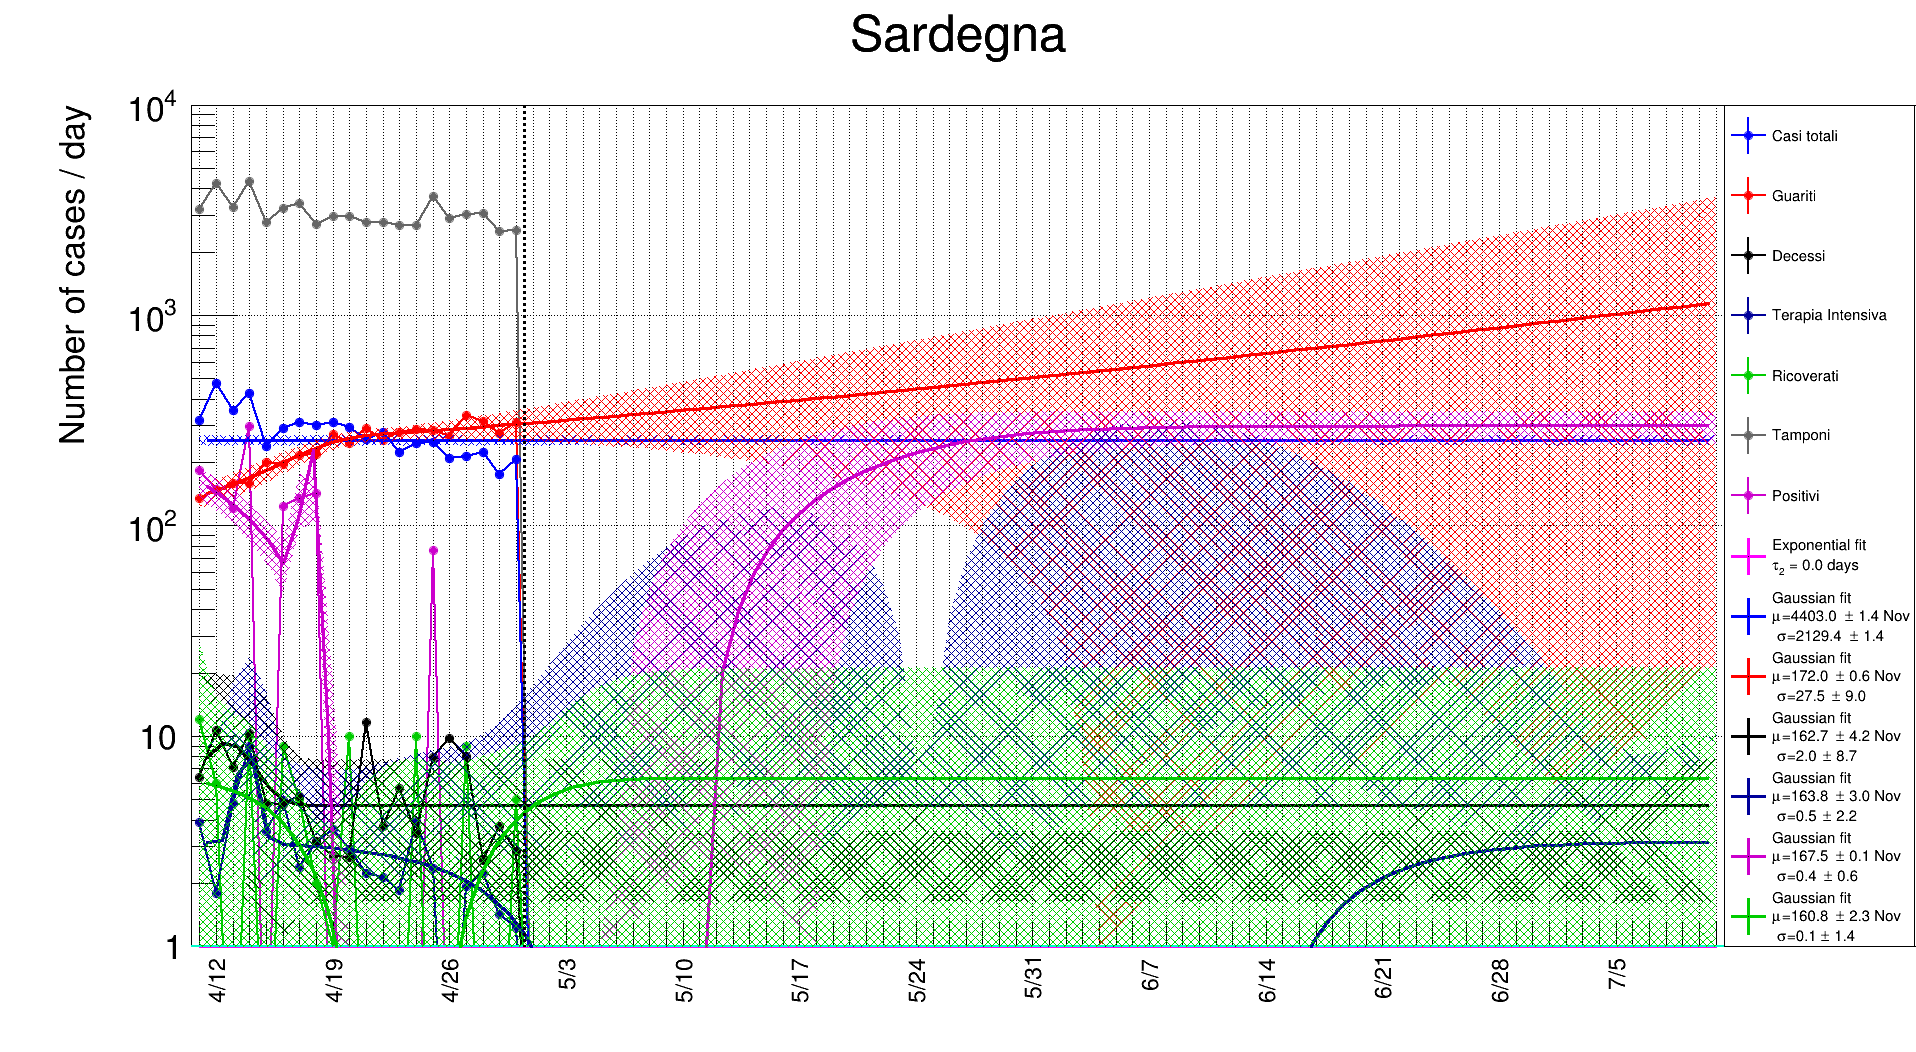 Sardegna
Number of cases / day
10⁴
10³
10²
10
1
4/12
4/19
4/26
5/3
5/10
5/17
5/24
5/31
6/7
6/14
6/21
6/28
7/5
Casi totali
Guariti
Decessi
Terapia Intensiva
Ricoverati
Tamponi
Positivi
Exponential fit
τ₂ = 0.0 days
Gaussian fit
μ=4403.0 ± 1.4 Nov
σ=2129.4 ± 1.4
Gaussian fit
μ=172.0 ± 0.6 Nov
σ=27.5 ± 9.0
Gaussian fit
μ=162.7 ± 4.2 Nov
σ=2.0 ± 8.7
Gaussian fit
μ=163.8 ± 3.0 Nov
σ=0.5 ± 2.2
Gaussian fit
μ=167.5 ± 0.1 Nov
σ=0.4 ± 0.6
Gaussian fit
μ=160.8 ± 2.3 Nov
σ=0.1 ± 1.4